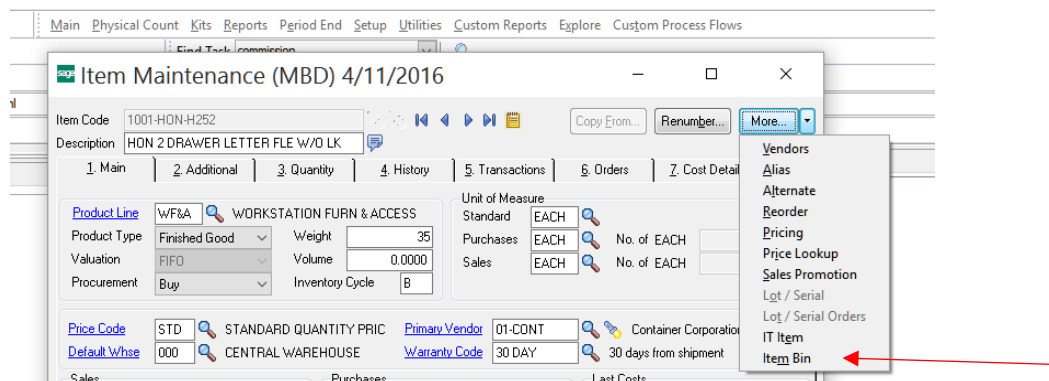 Main Physical Count Kits Reports Period End Setup Utilities Custom Reports Explore Custom Process Flows
Find Task commission
sage Item Maintenance (MBD) 4/11/2016
Item Code 1001-HON-H252 Copy From... Renumber... More...
Description HON 2 DRAWER LETTER FLE W/O LK
1. Main 2. Additional 3. Quantity 4. History 5. Transactions 6. Orders 7. Cost Detail
Vendors
Alias
Alternate
Reorder
Pricing
Price Lookup
Sales Promotion
Lot / Serial
Lot / Serial Orders
IT Item
Item Bin
Unit of Measure
Product Line WF&A WORKSTATION FURN & ACCESS Standard EACH
Product Type Finished Good Weight 35 Purchases EACH No. of EACH
Valuation FIFO Volume 0.0000 Sales EACH No. of EACH
Procurement Buy Inventory Cycle B
Price Code STD STANDARD QUANTITY PRIC Primary Vendor 01-CONT Container Corporation
Default Whse 000 CENTRAL WAREHOUSE Warranty Code 30 DAY 30 days from shipment
Sales Purchases Last Costs